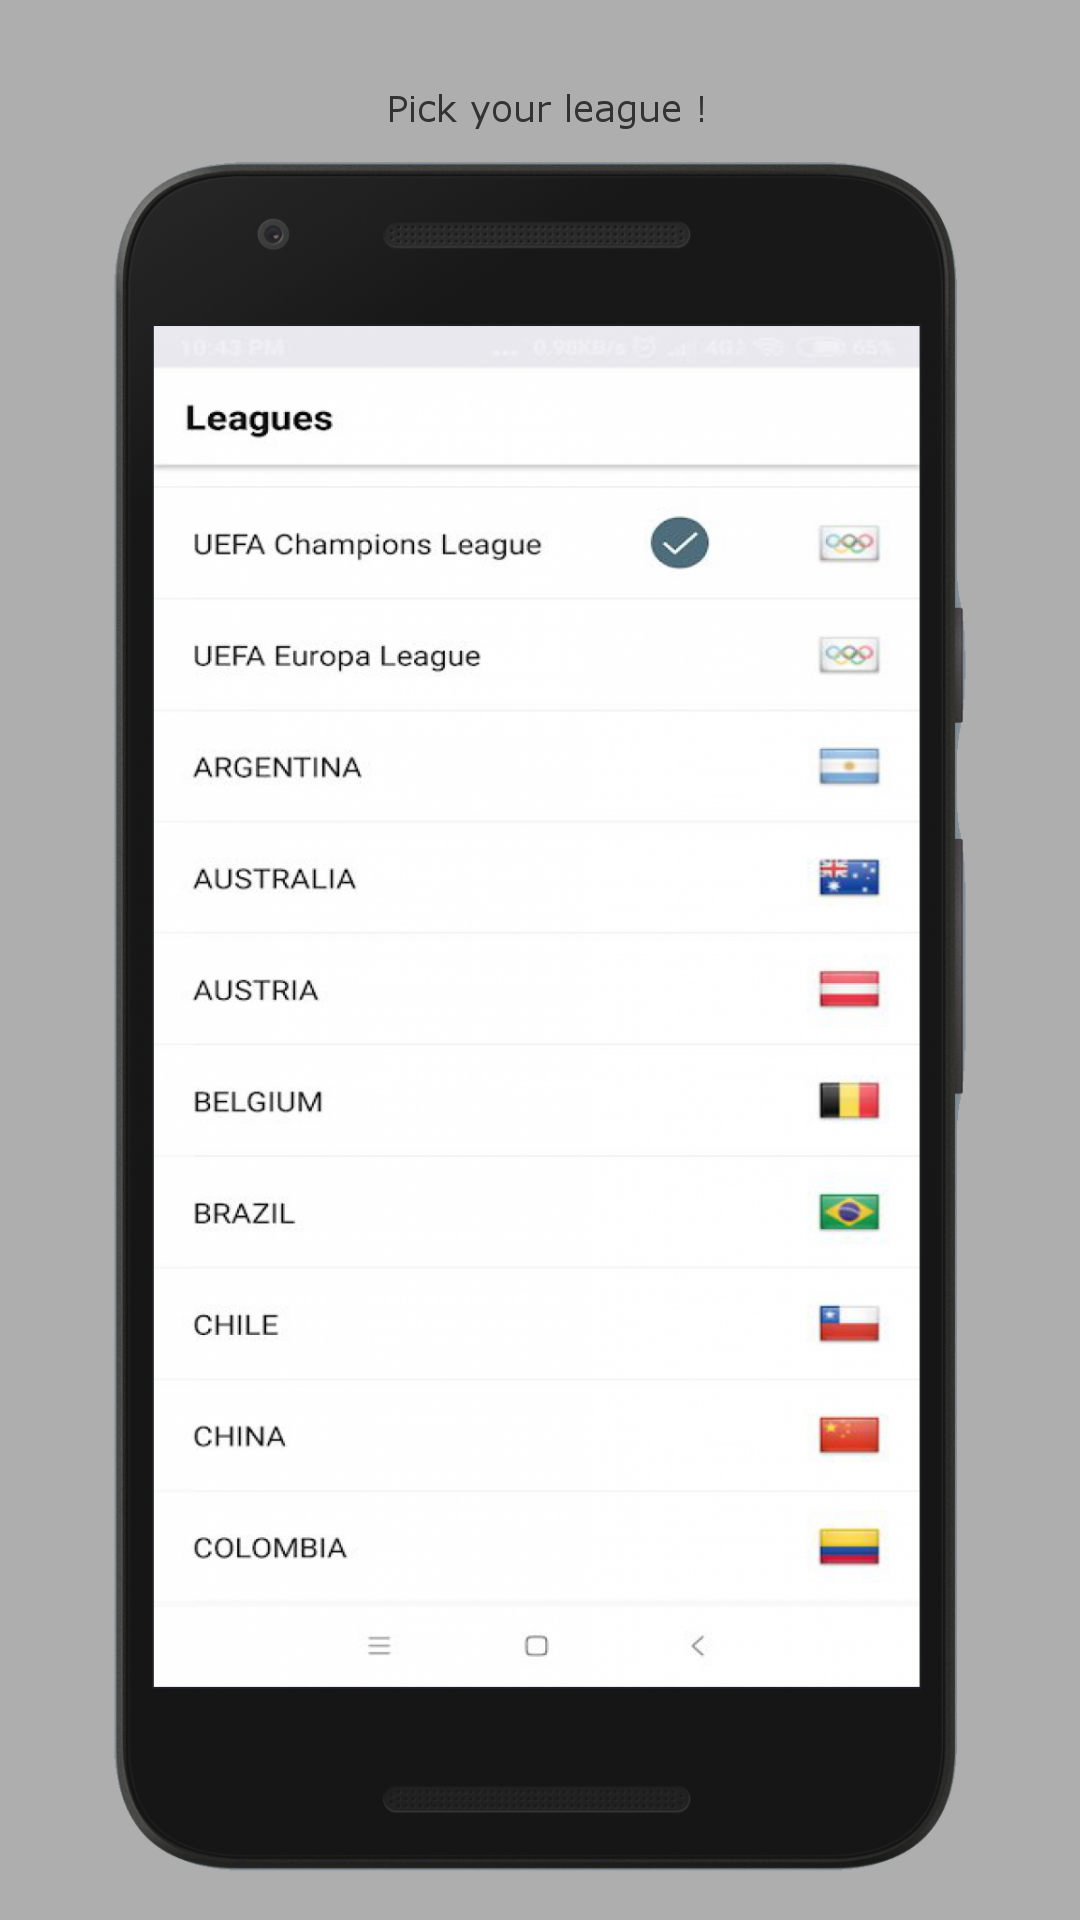 Pick your league !
10:43 PM ... 0.98KB/s 4G 65%
Leagues
UEFA Champions League
UEFA Europa League
ARGENTINA
AUSTRALIA
AUSTRIA
BELGIUM
BRAZIL
CHILE
CHINA
COLOMBIA